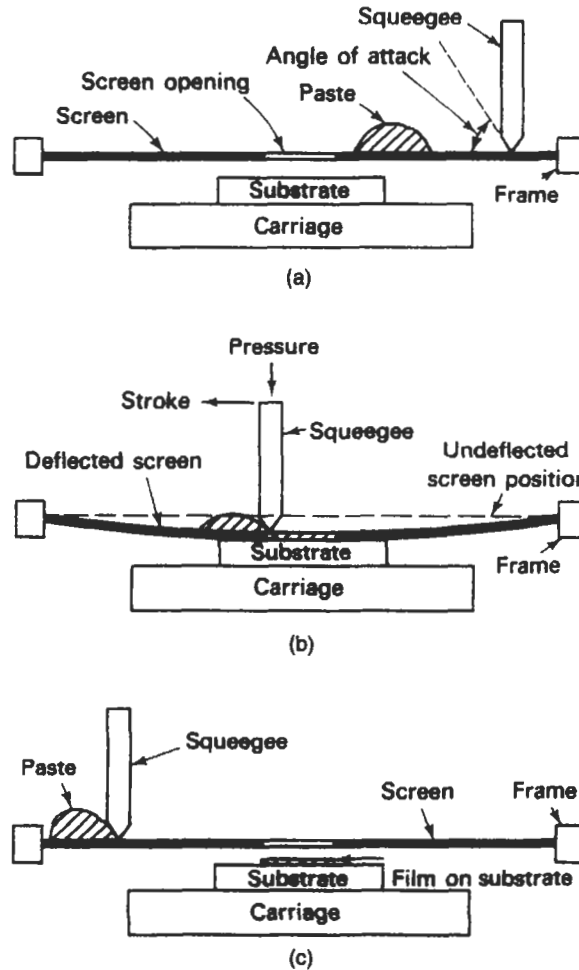 Squeegee
Angle of attack
Screen opening
Paste
Screen
Substrate
Frame
Carriage
(a)
Pressure
Stroke
Squeegee
Deflected screen
Undeflected
screen position
Substrate
Frame
Carriage
(b)
Squeegee
Paste
Screen
Frame
Substrate
Film on substrate
Carriage
(c)